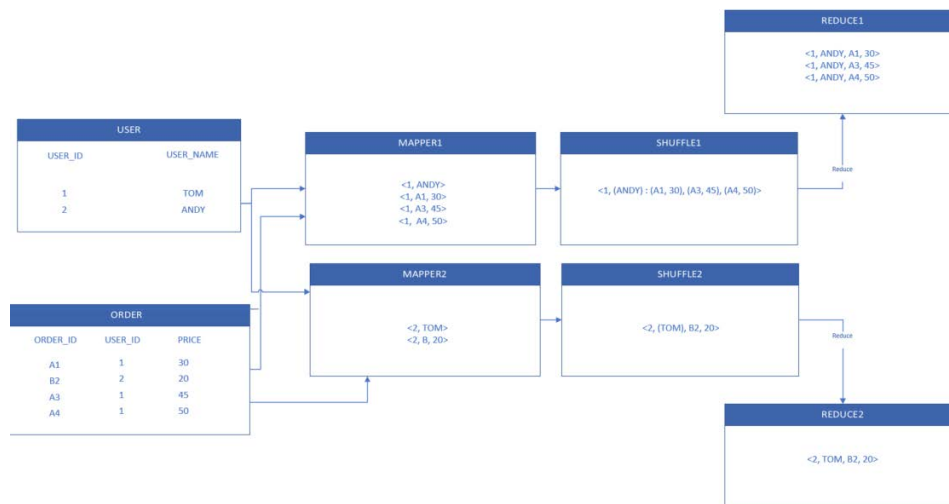 USER
USER_ID USER_NAME
1 TOM
2 ANDY
ORDER
ORDER_ID USER_ID PRICE
A1 1 30
B2 2 20
A3 1 45
A4 1 50
MAPPER1
<1, ANDY>
<1, A1, 30>
<1, A3, 45>
<1, A4, 50>
MAPPER2
<2, TOM>
<2, B, 20>
SHUFFLE1
<1, (ANDY) : (A1, 30), (A3, 45), (A4, 50)>
SHUFFLE2
<2, (TOM), B2, 20>
Reduce
REDUCE1
<1, ANDY, A1, 30>
<1, ANDY, A3, 45>
<1, ANDY, A4, 50>
Reduce
REDUCE2
<2, TOM, B2, 20>